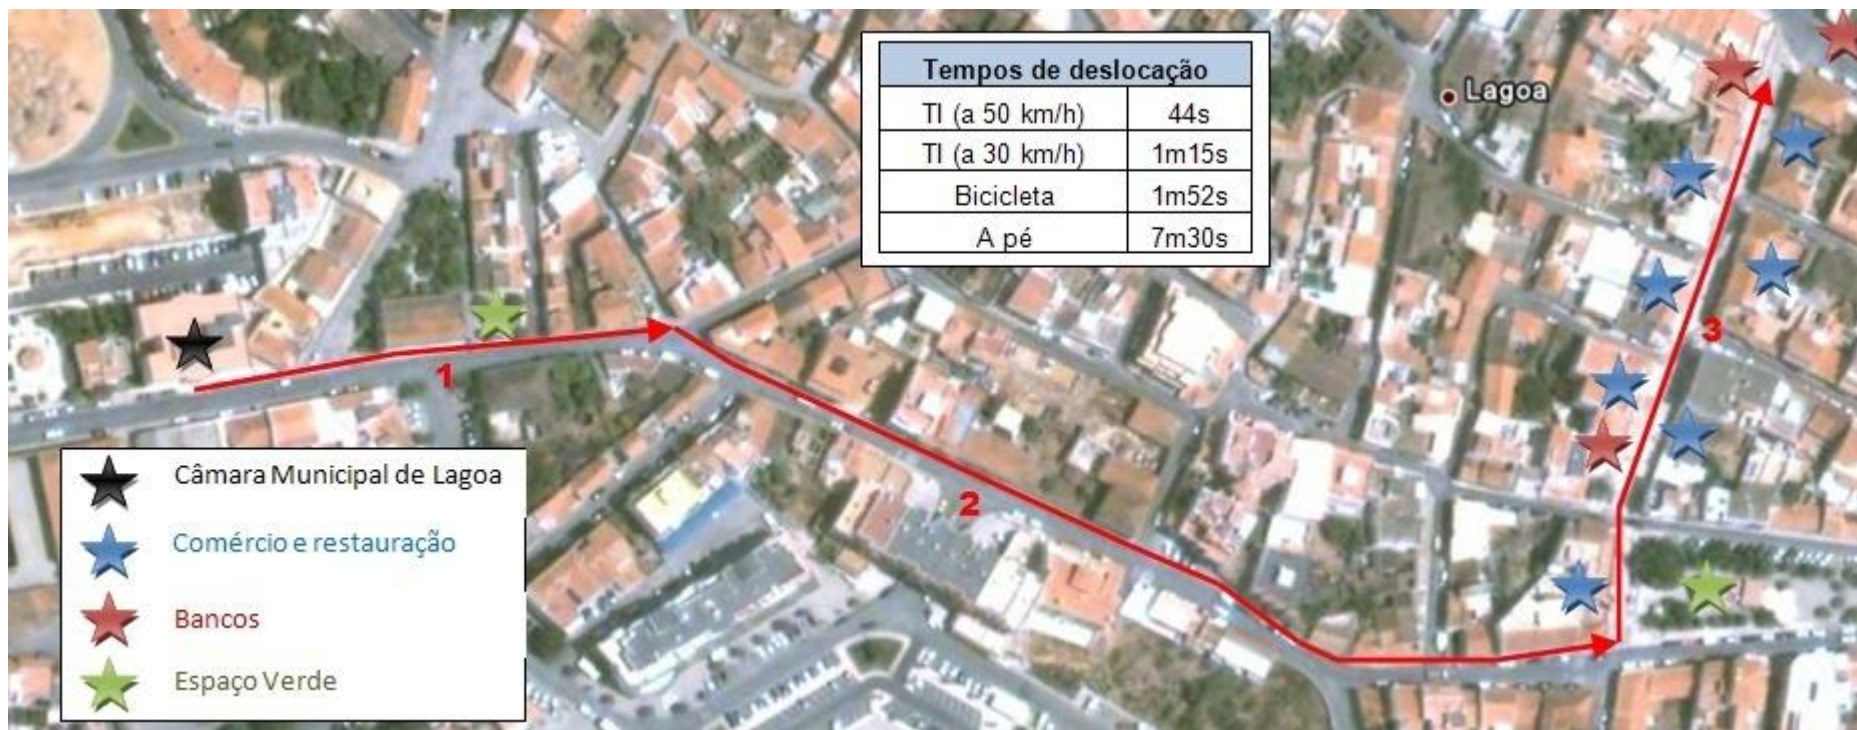 Tempos de deslocação
TI (a 50 km/h) 44s
TI (a 30 km/h) 1m15s
Bicicleta 1m52s
A pé 7m30s
Lagoa
1
2
3
Câmara Municipal de Lagoa
Comércio e restauração
Bancos
Espaço Verde